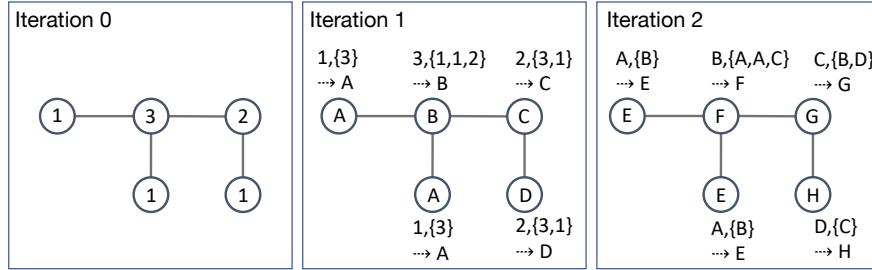 Iteration 0
1
3
2
1
1
Iteration 1
1,{3}
⤏ A
3,{1,1,2}
⤏ B
2,{3,1}
⤏ C
A
B
C
A
D
1,{3}
⤏ A
2,{3,1}
⤏ D
Iteration 2
A,{B}
⤏ E
B,{A,A,C}
⤏ F
C,{B,D}
⤏ G
E
F
G
E
H
A,{B}
⤏ E
D,{C}
⤏ H